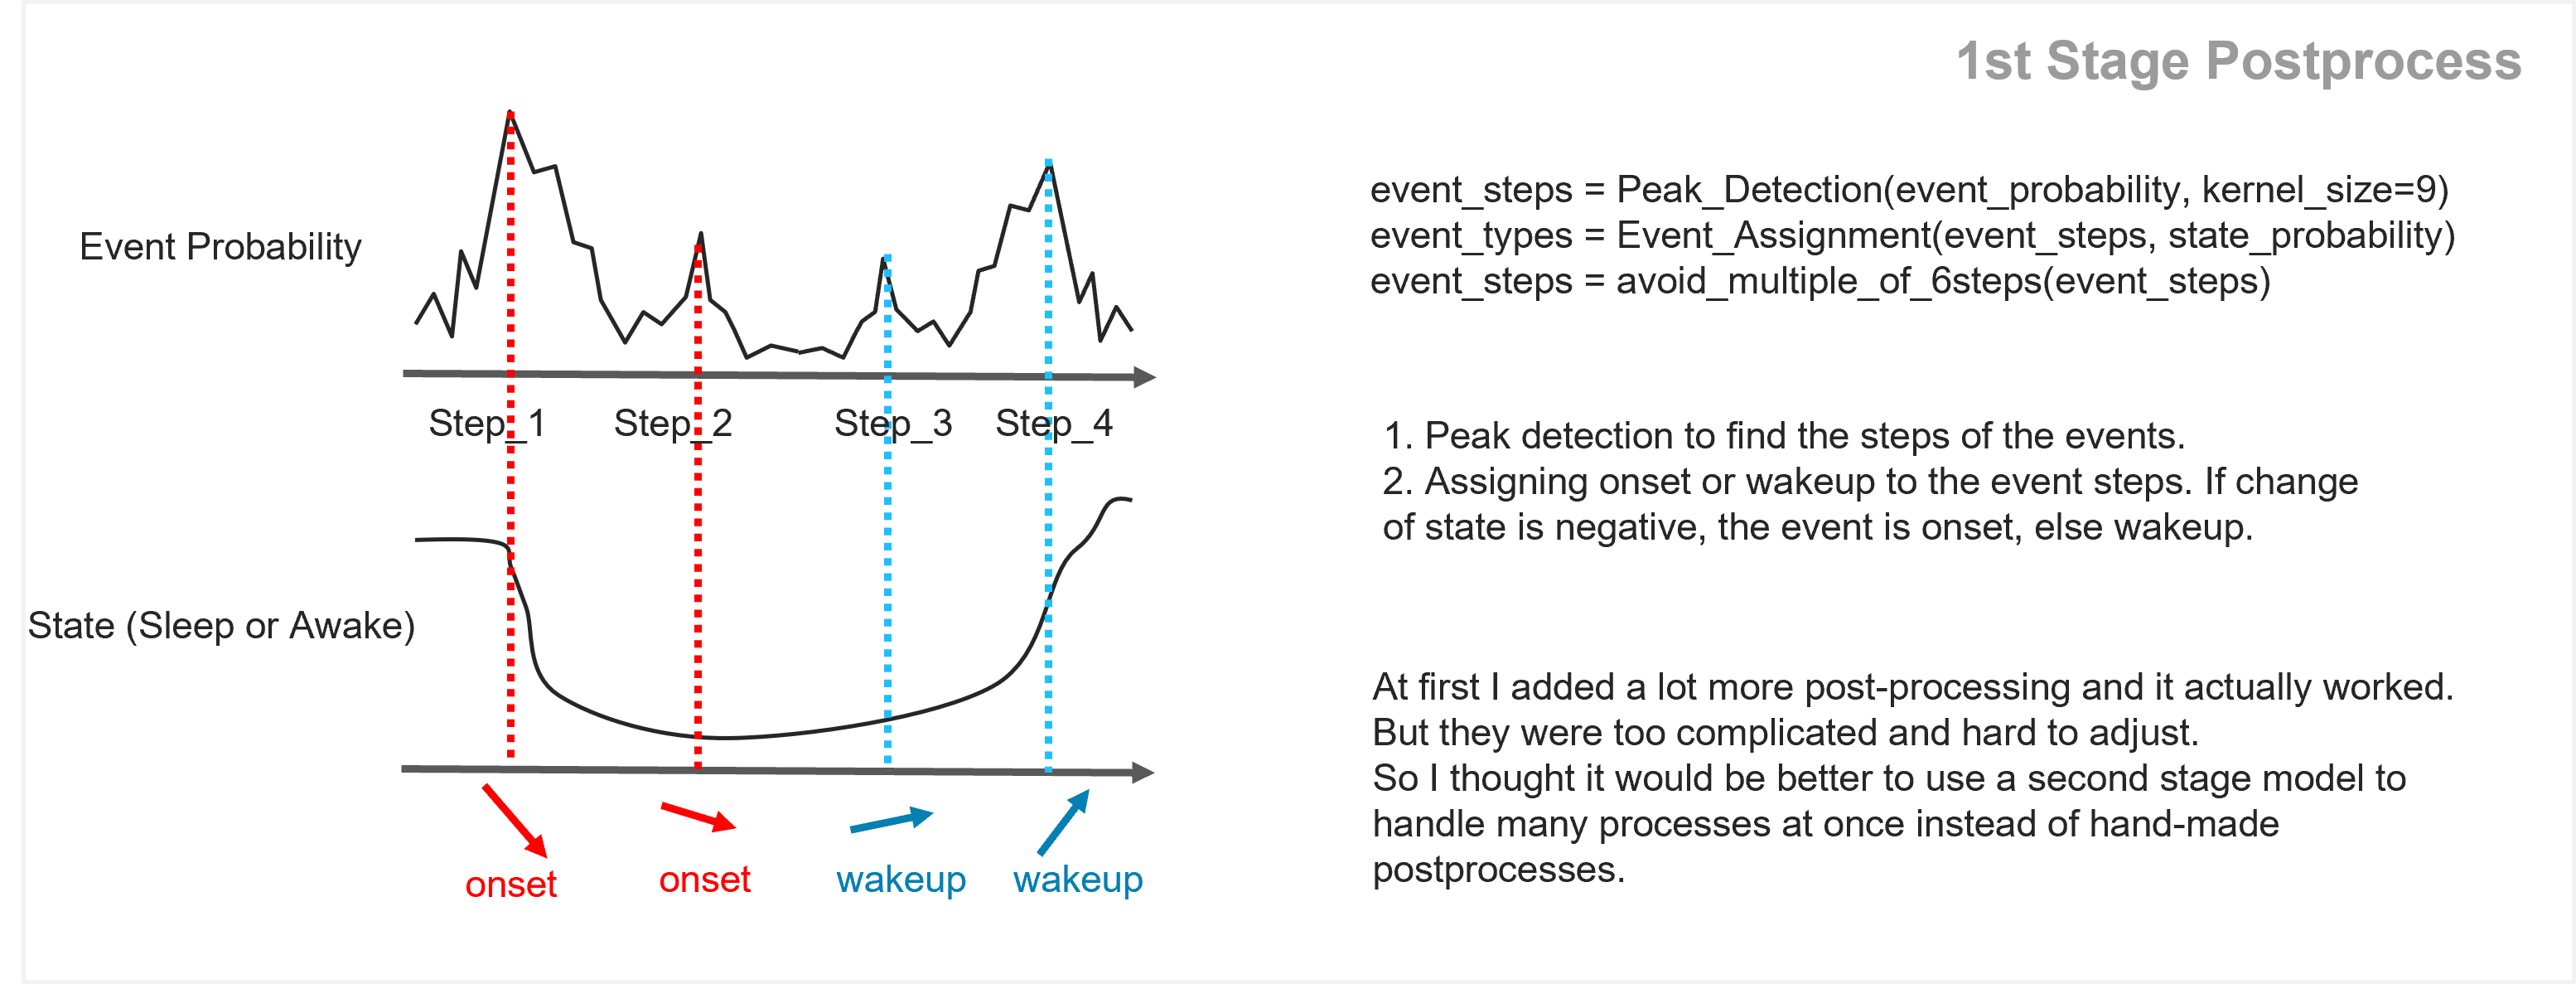 1st Stage Postprocess
Event Probability
Step_1
Step_2
Step_3
Step_4
State (Sleep or Awake)
onset
onset
wakeup
wakeup
event_steps = Peak_Detection(event_probability, kernel_size=9)
event_types = Event_Assignment(event_steps, state_probability)
event_steps = avoid_multiple_of_6steps(event_steps)
1. Peak detection to find the steps of the events.
2. Assigning onset or wakeup to the event steps. If change
of state is negative, the event is onset, else wakeup.
At first I added a lot more post-processing and it actually worked.
But they were too complicated and hard to adjust.
So I thought it would be better to use a second stage model to
handle many processes at once instead of hand-made
postprocesses.